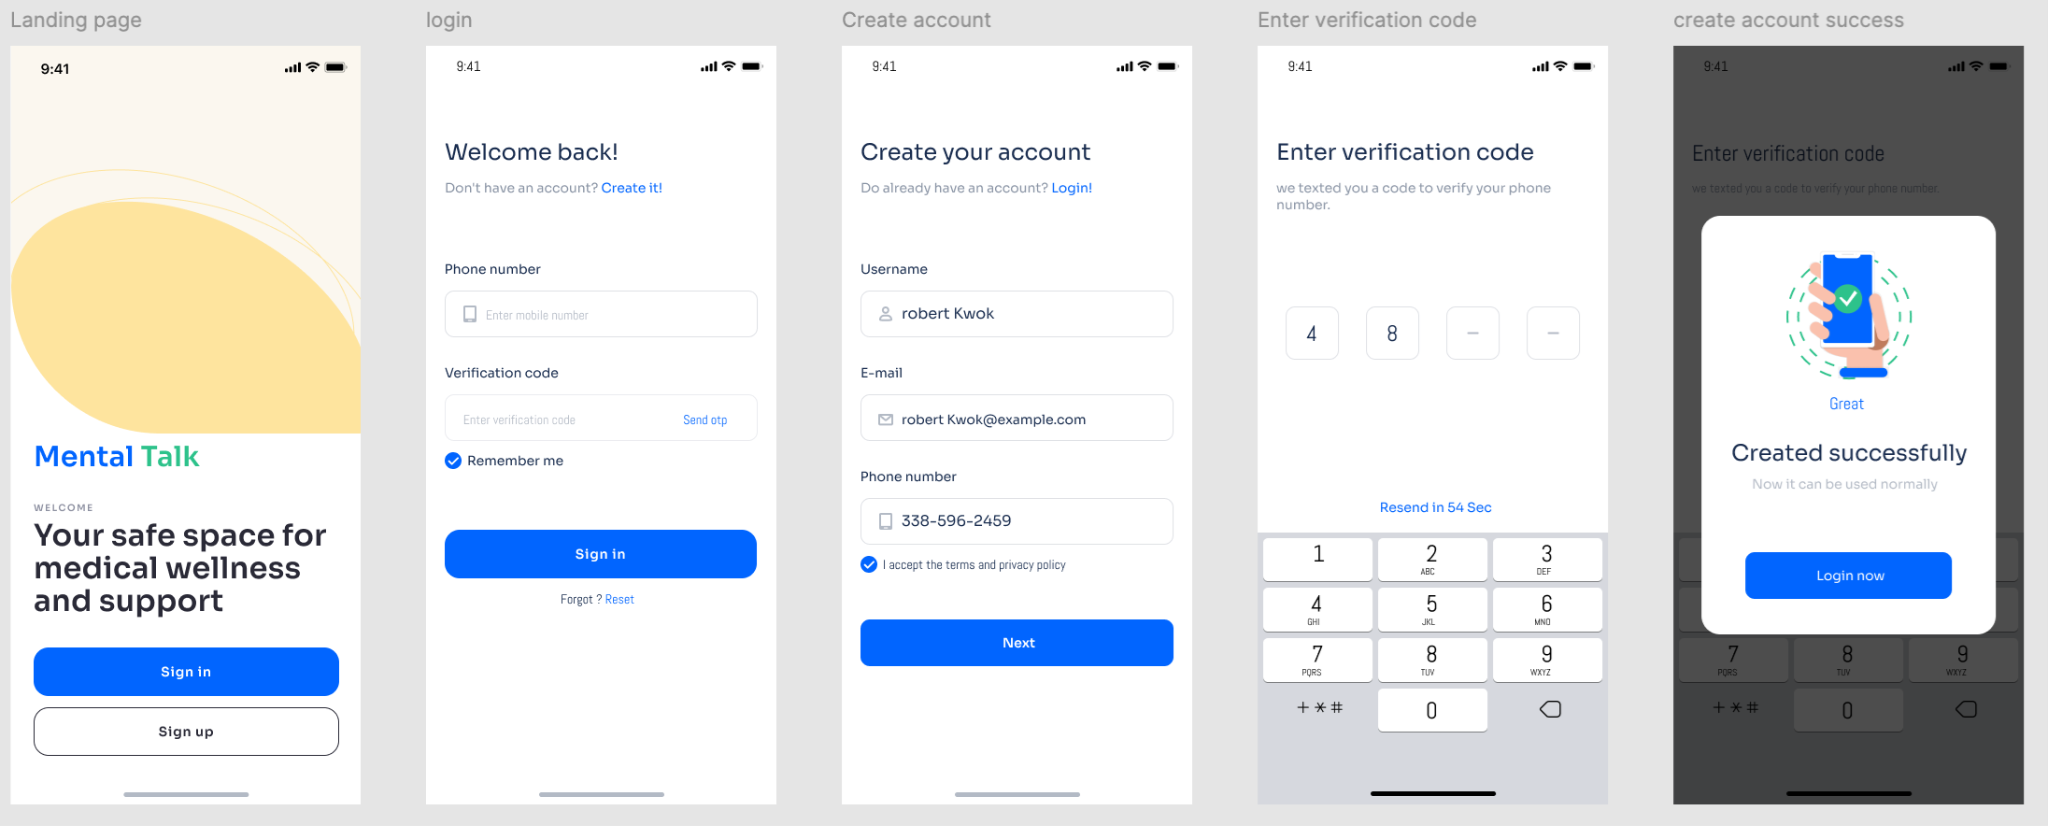 Landing page
9:41
Mental Talk
WELCOME
Your safe space for
medical wellness
and support
Sign in
Sign up
login
9:41
Welcome back!
Don't have an account? Create it!
Phone number
Enter mobile number
Verification code
Enter verification code
Send otp
Remember me
Sign in
Forgot ? Reset
Create account
9:41
Create your account
Do already have an account? Login!
Username
robert Kwok
E-mail
robert Kwok@example.com
Phone number
338-596-2459
I accept the terms and privacy policy
Next
Enter verification code
9:41
Enter verification code
we texted you a code to verify your phone
number.
4 8 – –
Resend in 54 Sec
1 2 3
ABC DEF
4 5 6
GHI JKL MNO
7 8 9
PQRS TUV WXYZ
+*# 0
create account success
9:41
Enter verification code
we texted you a code to verify your phone number.
Great
Created successfully
Now it can be used normally
Login now
7 8 9
PQRS TUV WXYZ
+*# 0